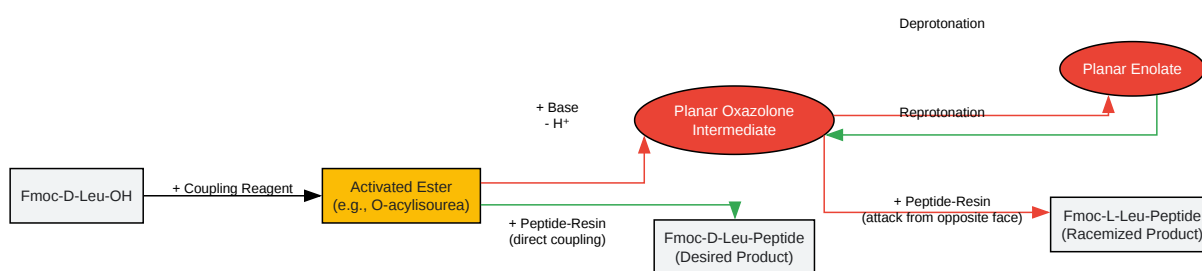 Deprotonation
Planar Enolate
+ Base
- H⁺
Planar Oxazolone
Intermediate
Reprotonation
Fmoc-D-Leu-OH
+ Coupling Reagent
Activated Ester
(e.g., O-acylisourea)
+ Peptide-Resin
(direct coupling)
Fmoc-D-Leu-Peptide
(Desired Product)
+ Peptide-Resin
(attack from opposite face)
Fmoc-L-Leu-Peptide
(Racemized Product)